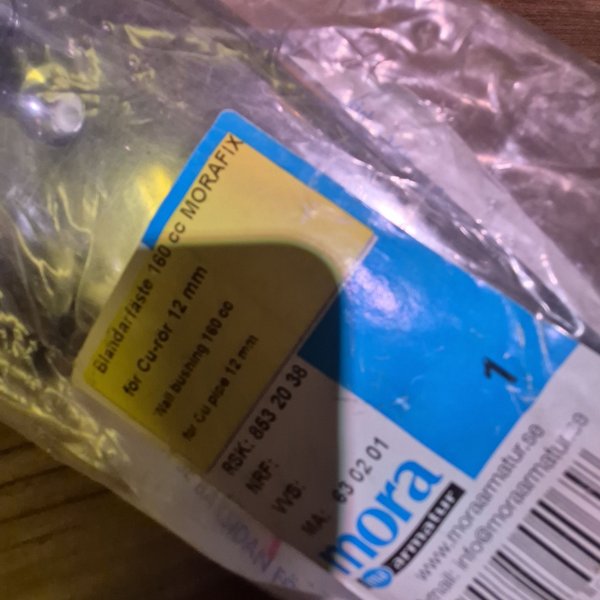 Blandarfäste 160 cc MORAFIX
for Cu-rör 12 mm
Wall bushing 160 cc
for Cu pipe 12 mm
RSK: 853 20 38
NRF:
VVS:
MA: 63 02 01
1
mora
armatur
www.moraarmatur.se
email: info@moraarmatur.se